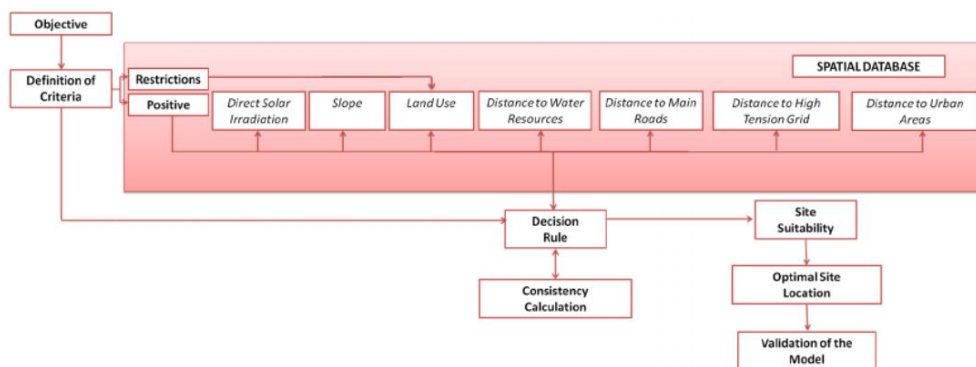 Objective
Definition of
Criteria
SPATIAL DATABASE
Restrictions
Positive
Direct Solar
Irradiation
Slope
Land Use
Distance to Water
Resources
Distance to Main
Roads
Distance to High
Tension Grid
Distance to Urban
Areas
Decision
Rule
Site
Suitability
Consistency
Calculation
Optimal Site
Location
Validation of the
Model